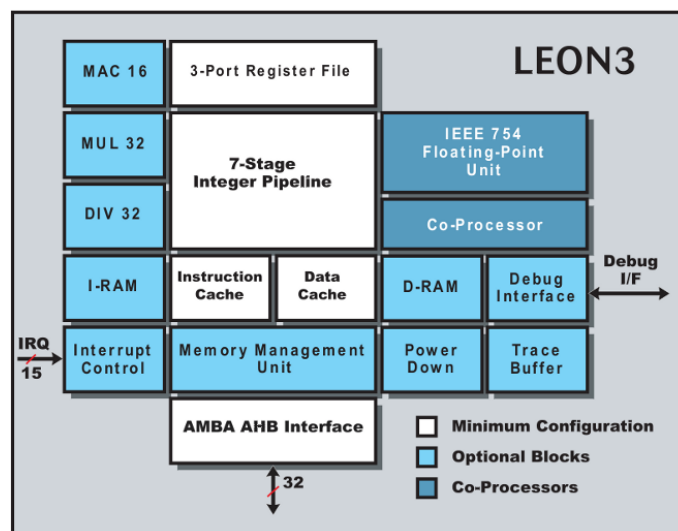 LEON3
MAC 16
3-Port Register File
MUL 32
7-Stage
Integer Pipeline
IEEE 754
Floating-Point
Unit
DIV 32
Co-Processor
I-RAM
Instruction
Cache
Data
Cache
D-RAM
Debug
Interface
Debug
I/F
IRQ
15
Interrupt
Control
Memory Management
Unit
Power
Down
Trace
Buffer
AMBA AHB Interface
32
Minimum Configuration
Optional Blocks
Co-Processors